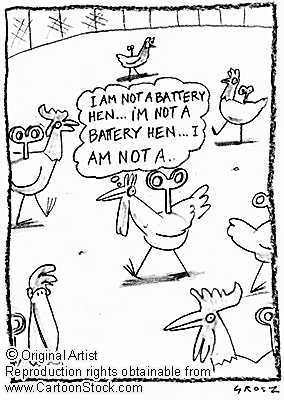 I AM NOT A BATTERY
HEN... I'M NOT A
BATTERY HEN... I
AM NOT A..
GROSZ
© Original Artist
Reproduction rights obtainable from
www.CartoonStock.com